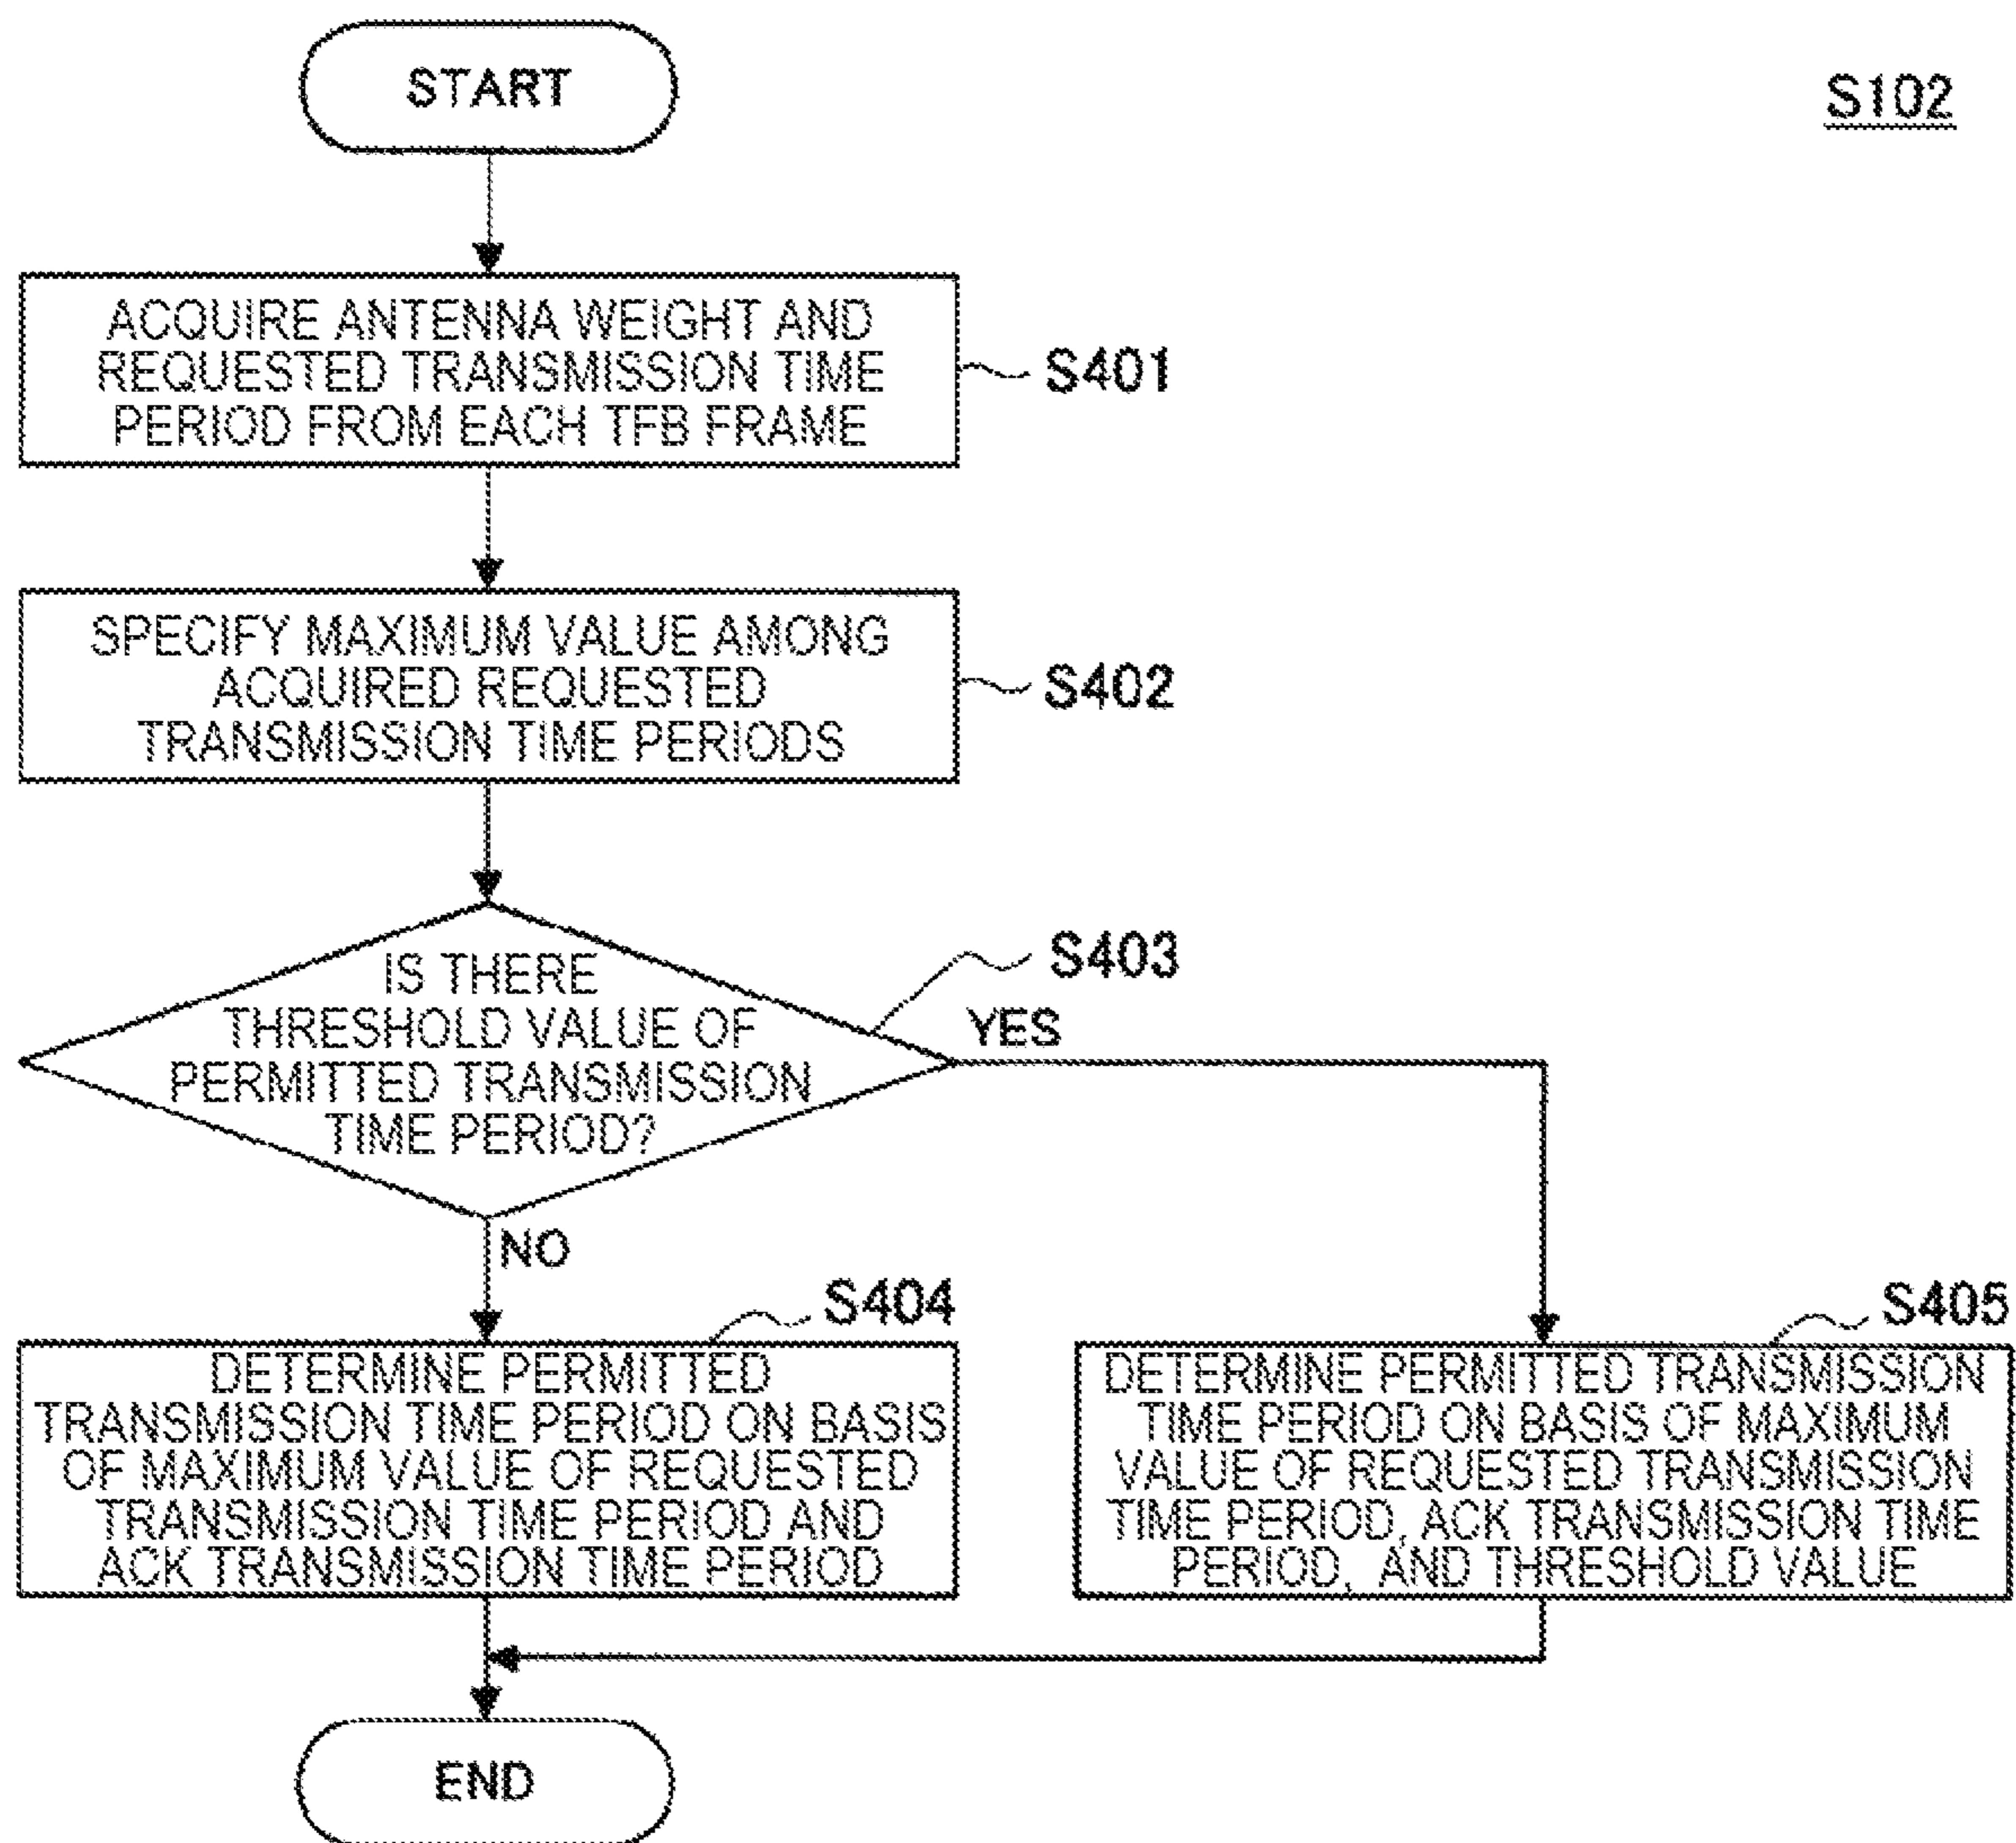 START
S102
ACQUIRE ANTENNA WEIGHT AND
REQUESTED TRANSMISSION TIME
PERIOD FROM EACH TFB FRAME
S401
SPECIFY MAXIMUM VALUE AMONG
ACQUIRED REQUESTED
TRANSMISSION TIME PERIODS
S402
IS THERE
THRESHOLD VALUE OF
PERMITTED TRANSMISSION
TIME PERIOD?
S403
YES
NO
S404
DETERMINE PERMITTED
TRANSMISSION TIME PERIOD ON BASIS
OF MAXIMUM VALUE OF REQUESTED
TRANSMISSION TIME PERIOD AND
ACK TRANSMISSION TIME PERIOD
S405
DETERMINE PERMITTED TRANSMISSION
TIME PERIOD ON BASIS OF MAXIMUM
VALUE OF REQUESTED TRANSMISSION
TIME PERIOD, ACK TRANSMISSION TIME
PERIOD, AND THRESHOLD VALUE
END